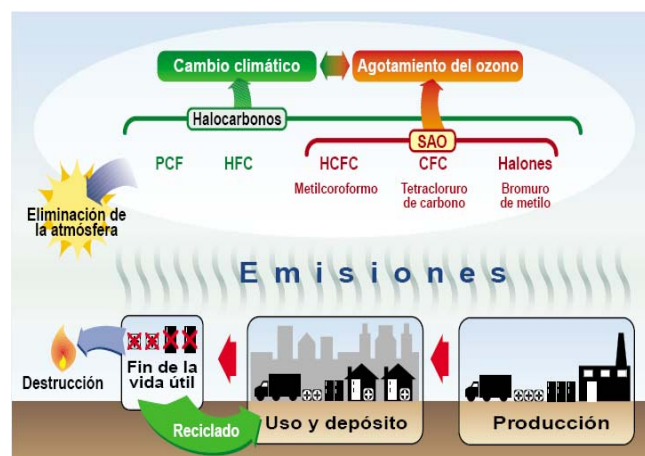 Cambio climático
Agotamiento del ozono
Halocarbonos
SAO
PCF
HFC
HCFC
CFC
Halones
Metilcoroformo
Tetracloruro
de carbono
Bromuro
de metilo
Eliminación de
la atmósfera
Emisiones
Destrucción
Fin de la
vida útil
Reciclado
Uso y depósito
Producción